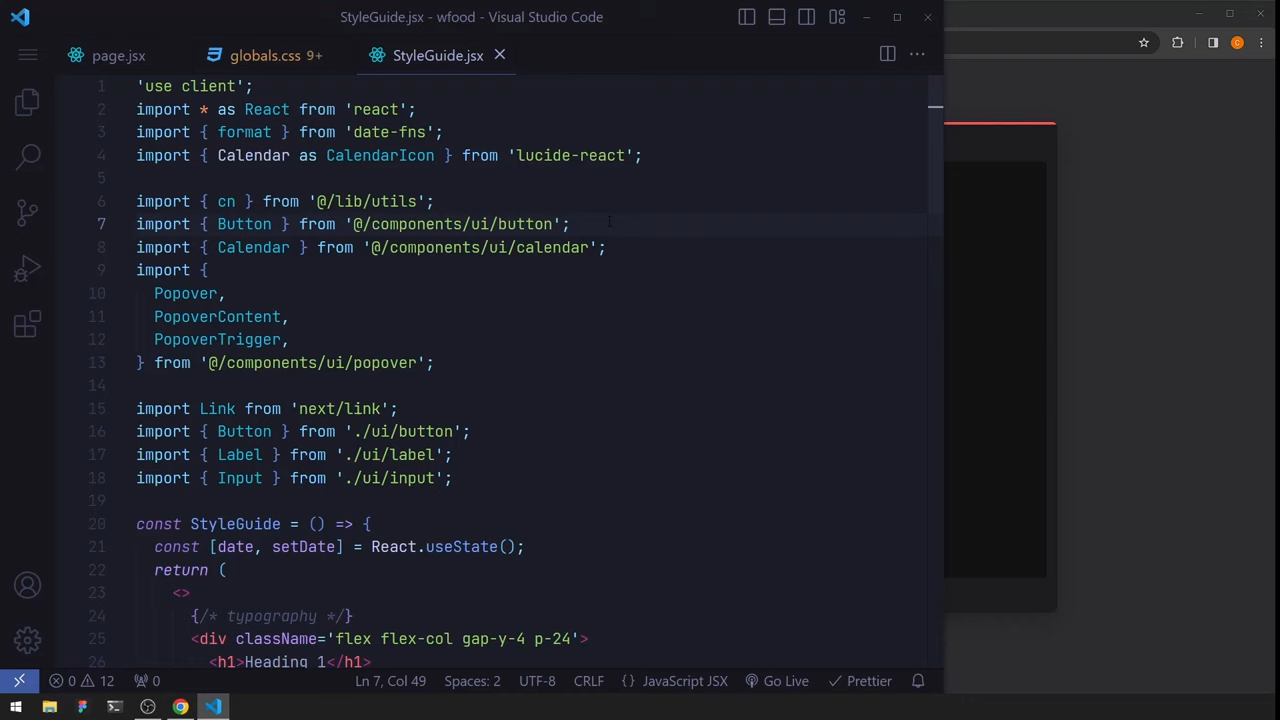 StyleGuide.jsx - wfood - Visual Studio Code
page.jsx
globals.css 9+
StyleGuide.jsx
1 'use client';
2 import * as React from 'react';
3 import { format } from 'date-fns';
4 import { Calendar as CalendarIcon } from 'lucide-react';
5
6 import { cn } from '@/lib/utils';
7 import { Button } from '@/components/ui/button';
8 import { Calendar } from '@/components/ui/calendar';
9 import {
10 Popover,
11 PopoverContent,
12 PopoverTrigger,
13 } from '@/components/ui/popover';
14
15 import Link from 'next/link';
16 import { Button } from './ui/button';
17 import { Label } from './ui/label';
18 import { Input } from './ui/input';
19
20 const StyleGuide = () => {
21 const [date, setDate] = React.useState();
22 return (
23 <>
24 {/* typography */}
25 <div className='flex flex-col gap-y-4 p-24'>
26 <h1>Heading 1</h1>
0 12 0 Ln 7, Col 49 Spaces: 2 UTF-8 CRLF {} JavaScript JSX Go Live Prettier